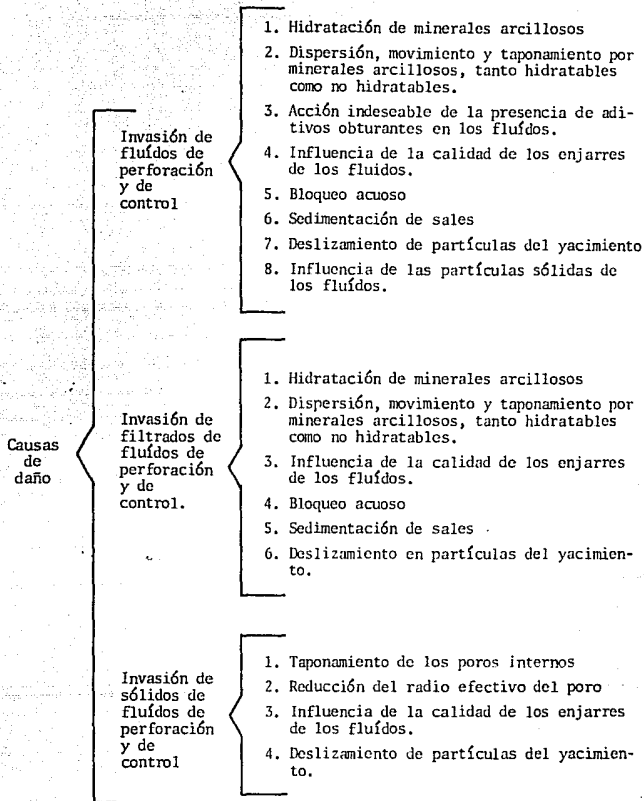 Causas
de
daño
Invasión de
fluídos de
perforación
y de
control
1. Hidratación de minerales arcillosos
2. Dispersión, movimiento y taponamiento por
minerales arcillosos, tanto hidratables
como no hidratables.
3. Acción indeseable de la presencia de adi-
tivos obturantes en los fluídos.
4. Influencia de la calidad de los enjarres
de los fluidos.
5. Bloqueo acuoso
6. Sedimentación de sales
7. Deslizamiento de partículas del yacimiento
8. Influencia de las partículas sólidas de
los fluídos.
Invasión de
filtrados de
fluídos de
perforación
y de
control.
1. Hidratación de minerales arcillosos
2. Dispersión, movimiento y taponamiento por
minerales arcillosos, tanto hidratables
como no hidratables.
3. Influencia de la calidad de los enjarres
de los fluídos.
4. Bloqueo acuoso
5. Sedimentación de sales
6. Deslizamiento en partículas del yacimien-
to.
Invasión de
sólidos de
fluídos de
perforación
y de
control
1. Taponamiento de los poros internos
2. Reducción del radio efectivo del poro
3. Influencia de la calidad de los enjarres
de los fluídos.
4. Deslizamiento de partículas del yacimien-
to.